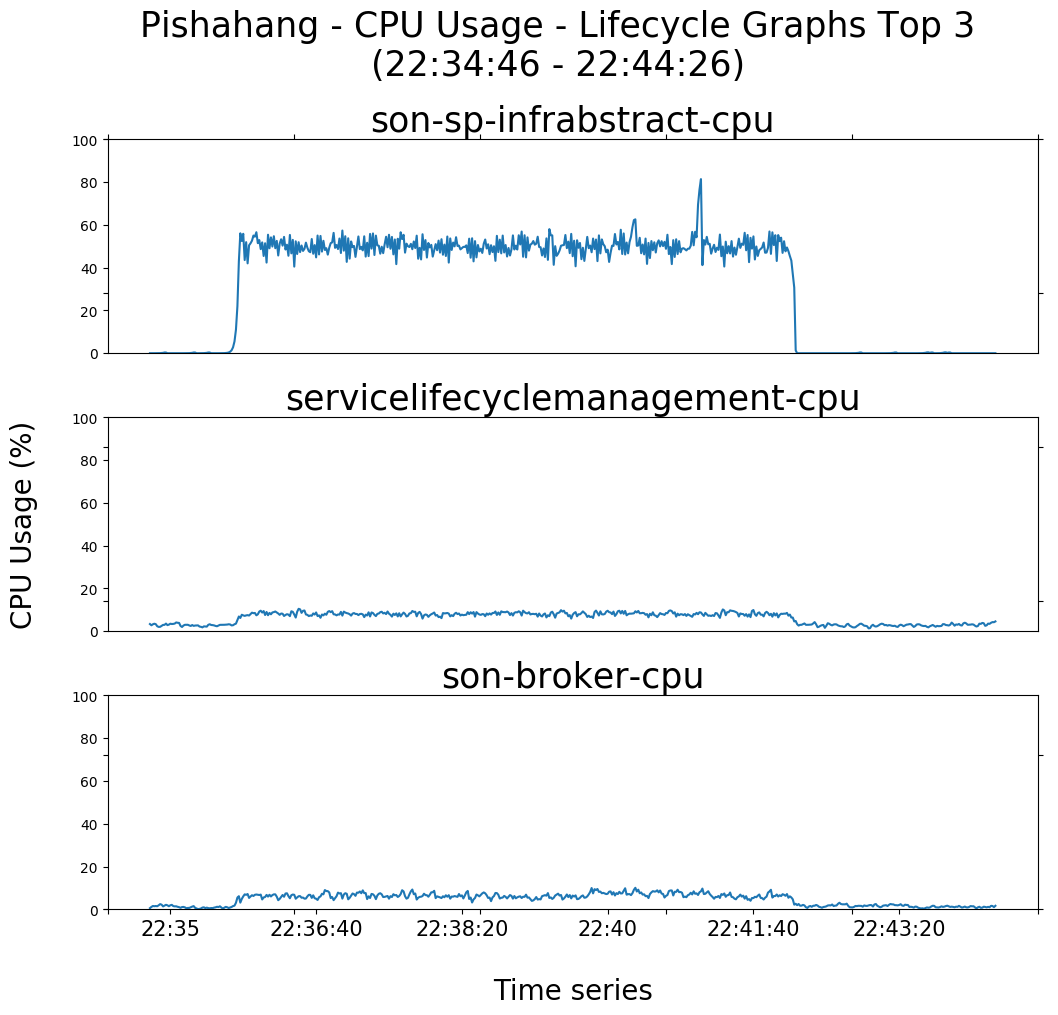 Pishahang - CPU Usage - Lifecycle Graphs Top 3
(22:34:46 - 22:44:26)
son-sp-infrabstract-cpu
100
80
60
40
20
0
servicelifecyclemanagement-cpu
100
80
60
40
20
0
CPU Usage (%)
son-broker-cpu
100
80
60
40
20
0
22:35 22:36:40 22:38:20 22:40 22:41:40 22:43:20
Time series